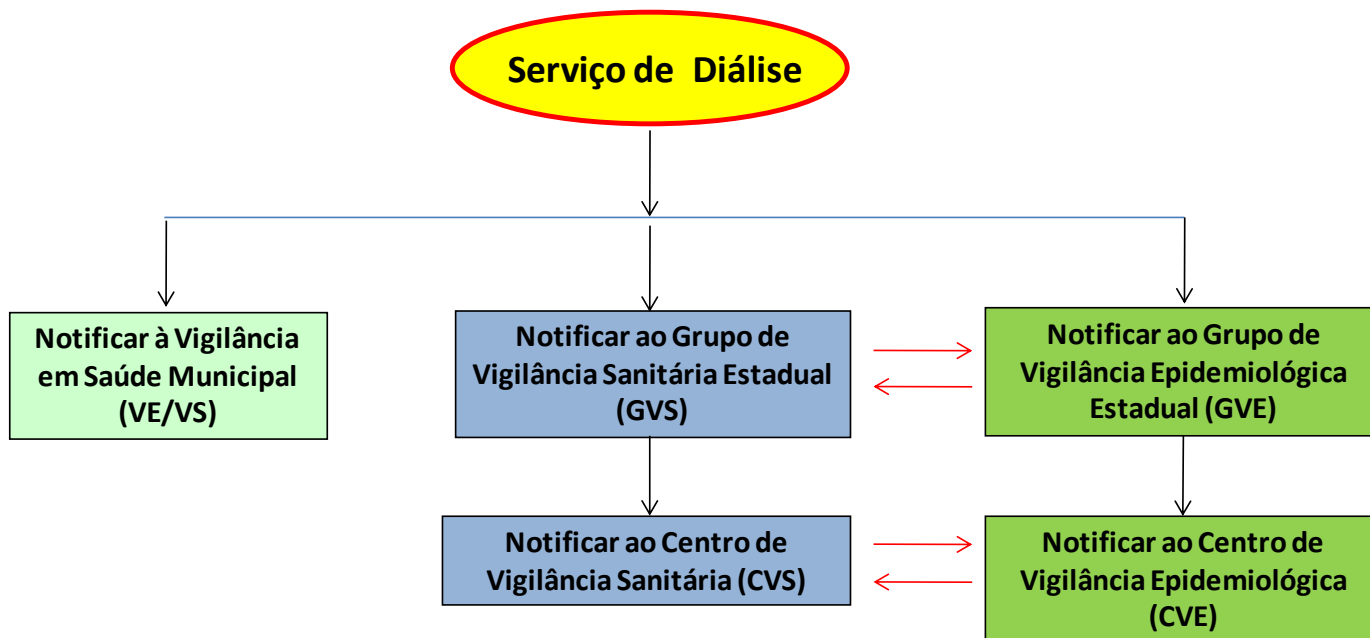 Serviço de Diálise
Notificar à Vigilância
em Saúde Municipal
(VE/VS)
Notificar ao Grupo de
Vigilância Sanitária Estadual
(GVS)
Notificar ao Grupo de
Vigilância Epidemiológica
Estadual (GVE)
Notificar ao Centro de
Vigilância Sanitária (CVS)
Notificar ao Centro de
Vigilância Epidemiológica
(CVE)